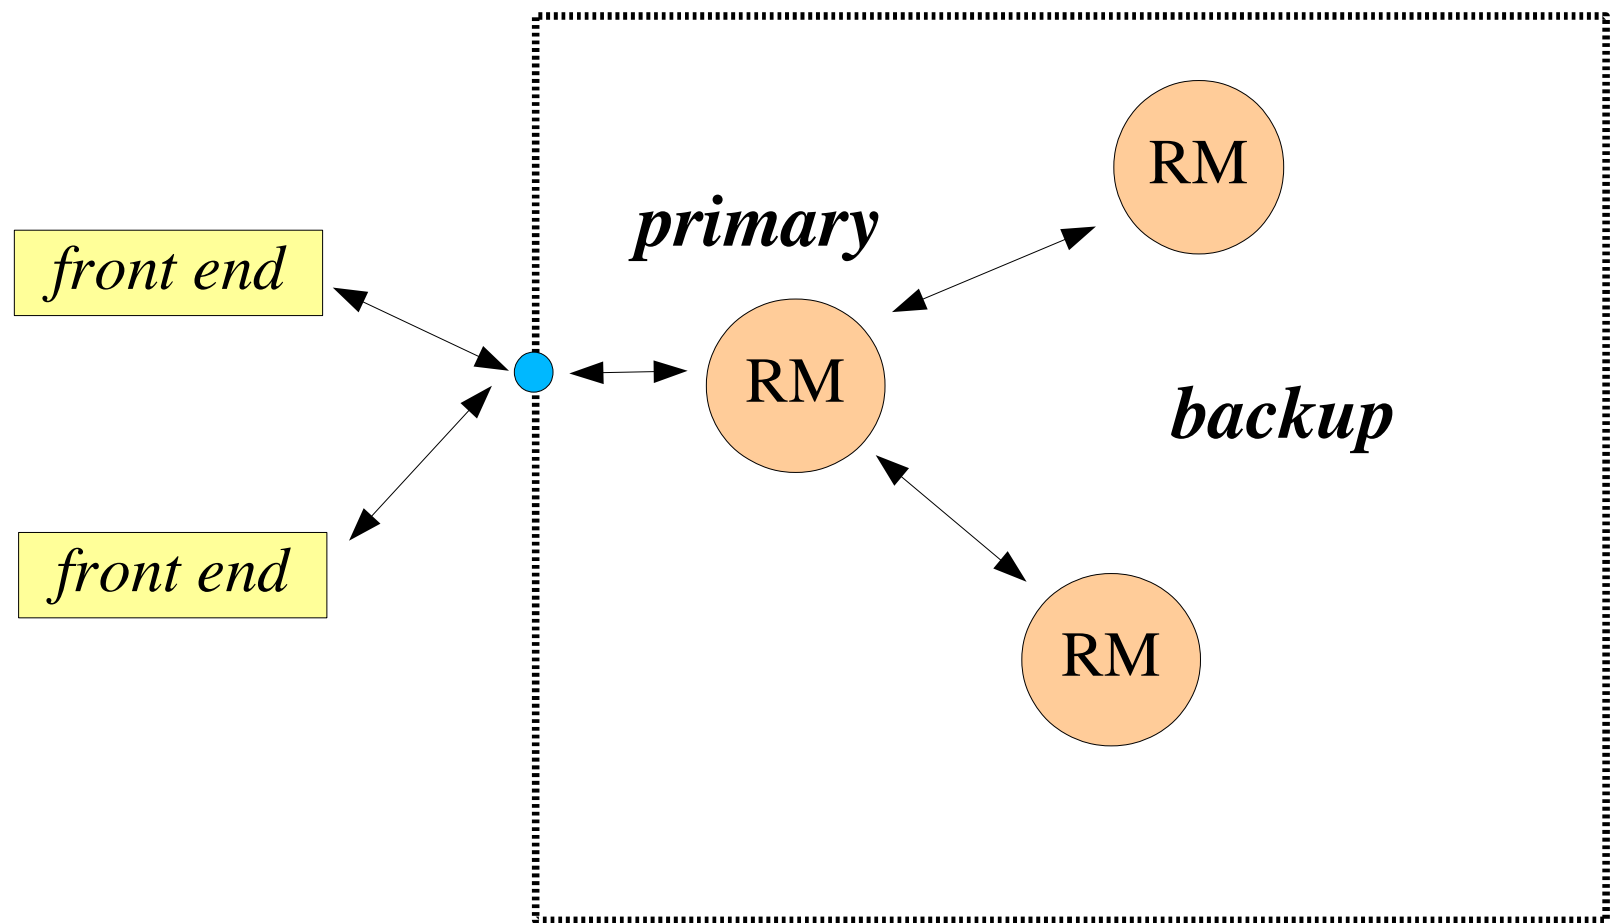 RM
primary
front end
RM
backup
front end
RM